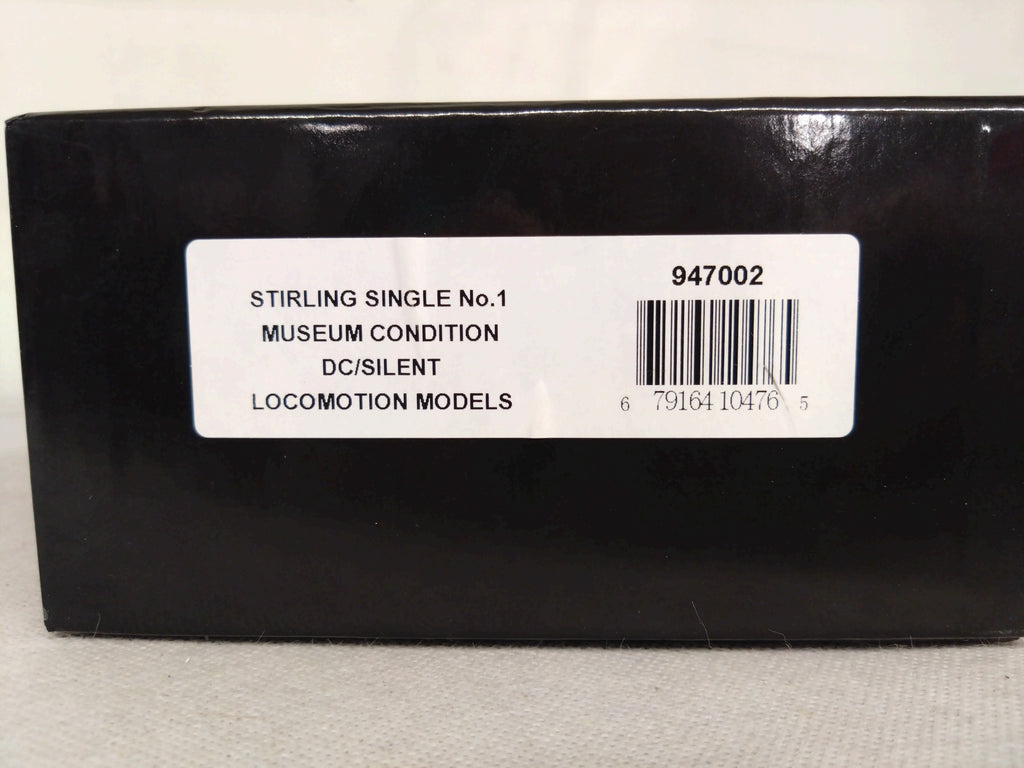 STIRLING SINGLE No.1
MUSEUM CONDITION
DC/SILENT
LOCOMOTION MODELS
947002
6 79164 10476 5